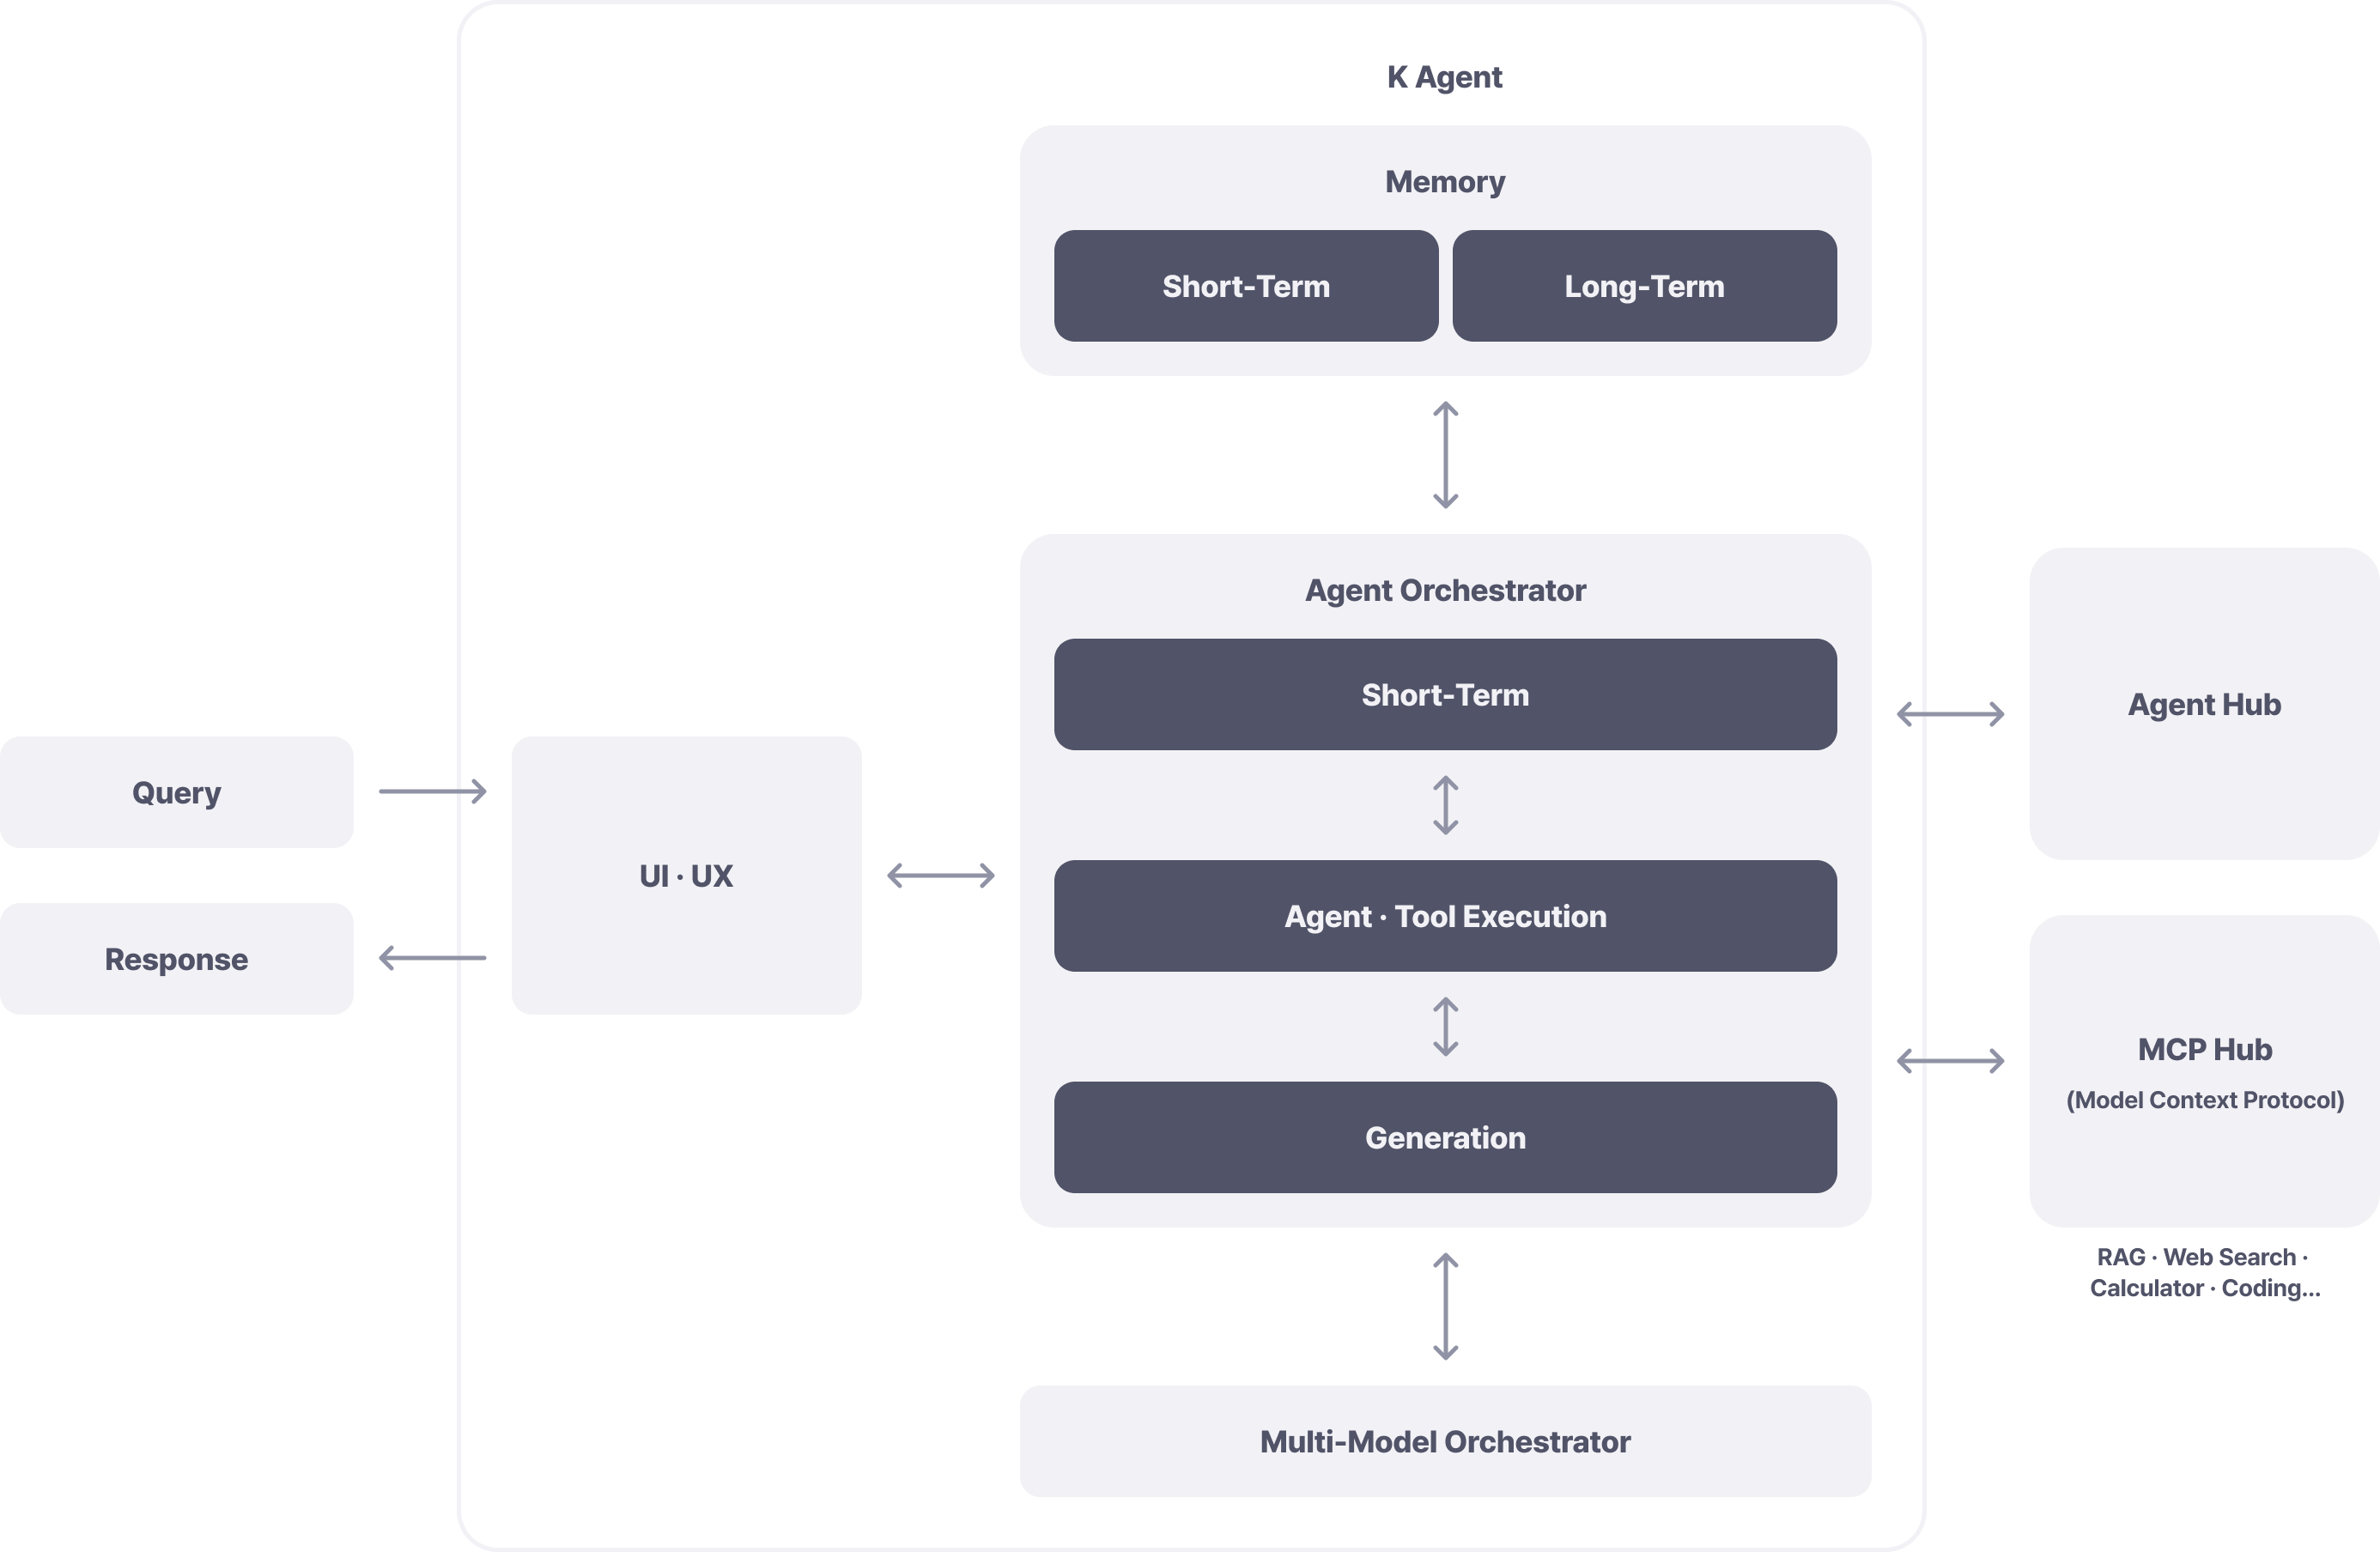 K Agent
Memory
Short-Term
Long-Term
Agent Orchestrator
Short-Term
Agent · Tool Execution
Generation
Multi-Model Orchestrator
Query
Response
UI · UX
Agent Hub
MCP Hub
(Model Context Protocol)
RAG · Web Search ·
Calculator · Coding...